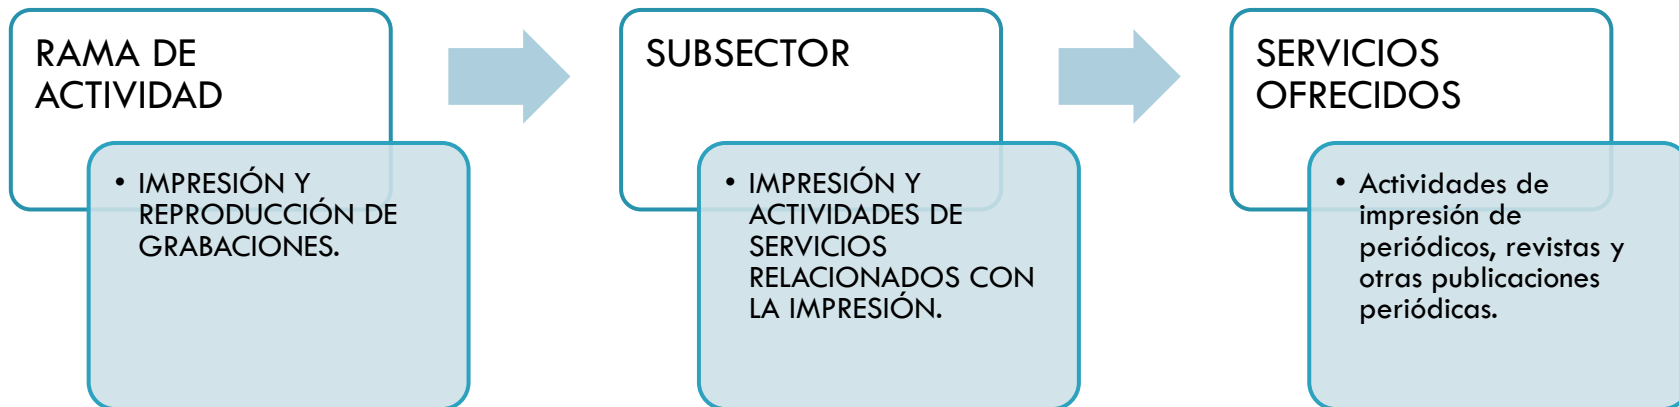 RAMA DE
ACTIVIDAD
• IMPRESIÓN Y
REPRODUCCIÓN DE
GRABACIONES.
SUBSECTOR
• IMPRESIÓN Y
ACTIVIDADES DE
SERVICIOS
RELACIONADOS CON
LA IMPRESIÓN.
SERVICIOS
OFRECIDOS
• Actividades de
impresión de
periódicos, revistas y
otras publicaciones
periódicas.